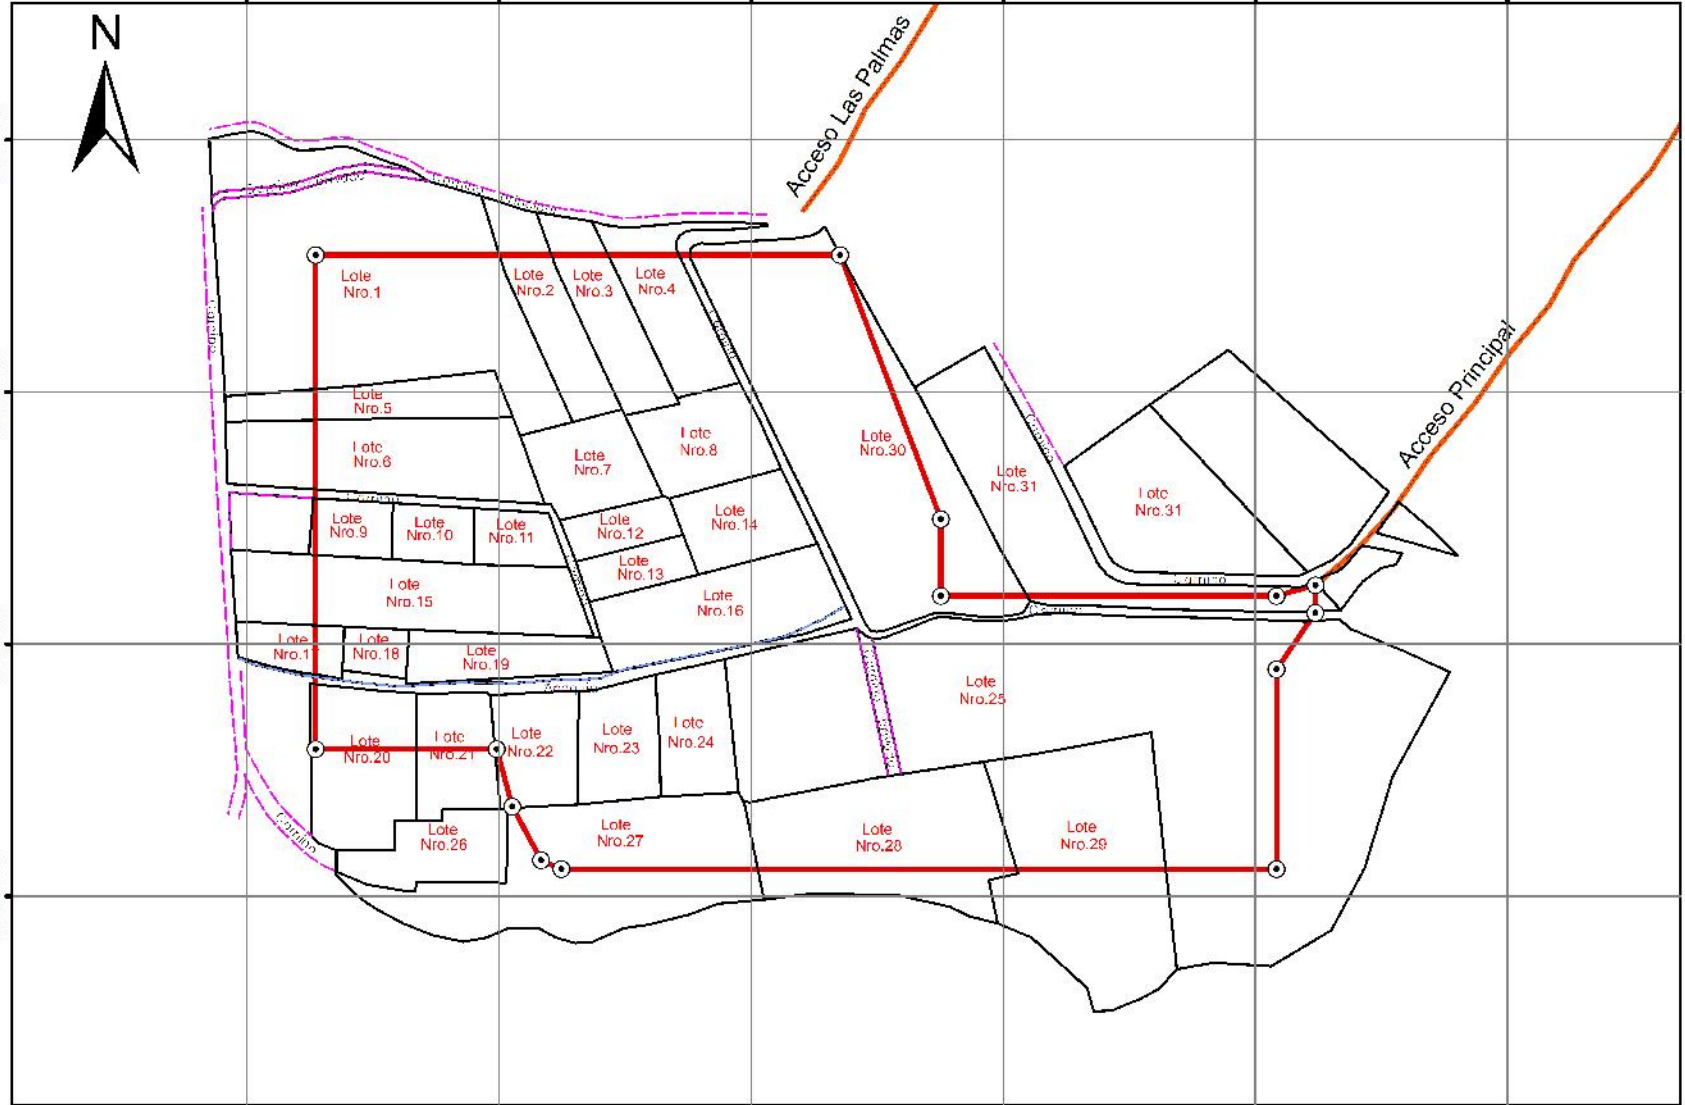 N
Acceso Las Palmas
Acceso Principal
Lote
Nro.1
Lote
Nro.2
Lote
Nro.3
Lote
Nro.4
Lote
Nro.5
Lote
Nro.6
Lote
Nro.7
Lote
Nro.8
Lote
Nro.9
Lote
Nro.10
Lote
Nro.11
Lote
Nro.12
Lote
Nro.13
Lote
Nro.14
Lote
Nro.15
Lote
Nro.16
Lote
Nro.17
Lote
Nro.18
Lote
Nro.19
Lote
Nro.20
Lote
Nro.21
Lote
Nro.22
Lote
Nro.23
Lote
Nro.24
Lote
Nro.25
Lote
Nro.26
Lote
Nro.27
Lote
Nro.28
Lote
Nro.29
Lote
Nro.30
Lote
Nro.31
Lote
Nro.31
Camino
Camino
Camino
Camino